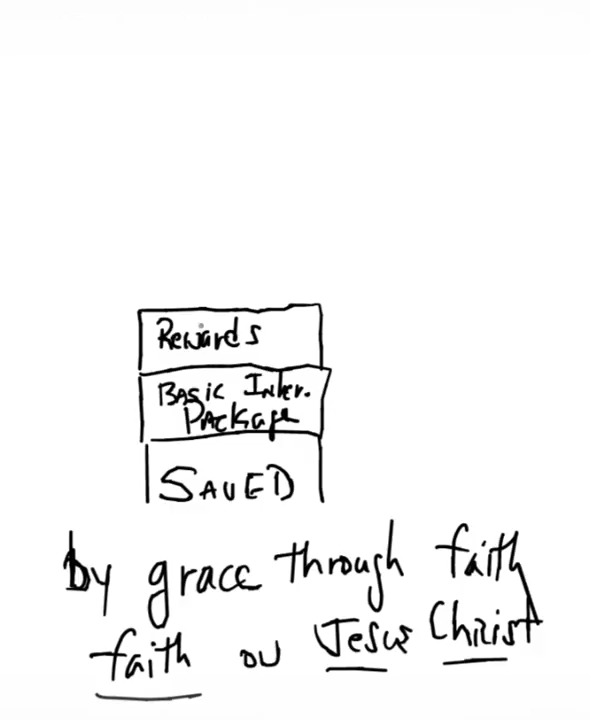 Rewards
Basic Inher.
Package
SAVED
by grace through faith
faith on Jesus Christ